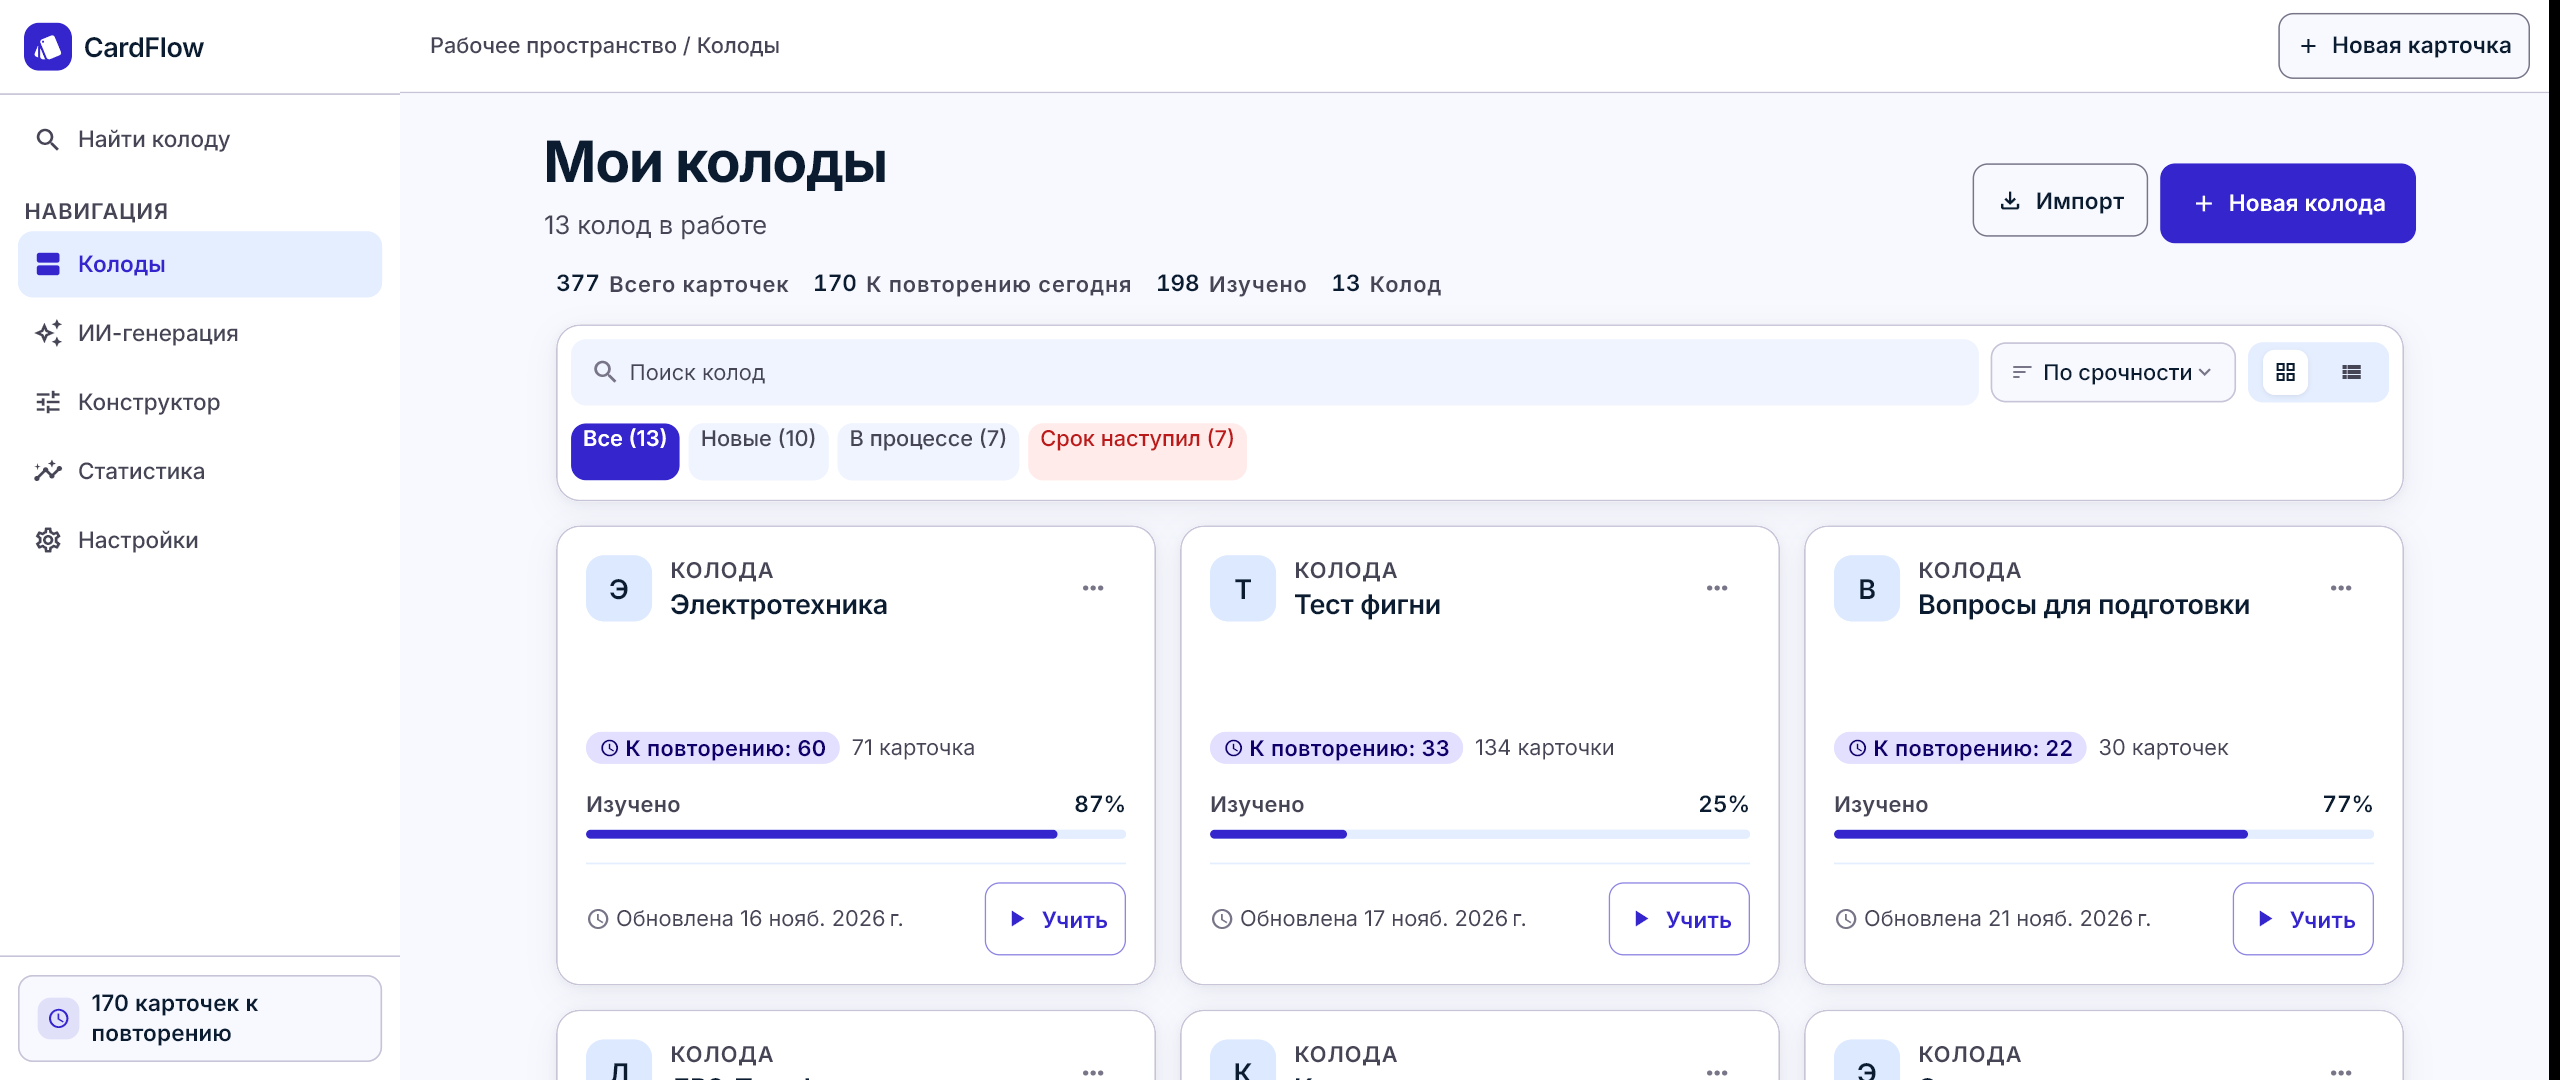 CardFlow
Рабочее пространство / Колоды
+ Новая карточка
Найти колоду
НАВИГАЦИЯ
Колоды
ИИ-генерация
Конструктор
Статистика
Настройки
170 карточек к
повторению
Мои колоды
13 колод в работе
Импорт
+ Новая колода
377 Всего карточек 170 К повторению сегодня 198 Изучено 13 Колод
Поиск колод
По срочности
Все (13) Новые (10) В процессе (7) Срок наступил (7)
Э
КОЛОДА
Электротехника
К повторению: 60 71 карточка
Изучено 87%
Обновлена 16 нояб. 2026 г.
Учить
Т
КОЛОДА
Тест фигни
К повторению: 33 134 карточки
Изучено 25%
Обновлена 17 нояб. 2026 г.
Учить
В
КОЛОДА
Вопросы для подготовки
К повторению: 22 30 карточек
Изучено 77%
Обновлена 21 нояб. 2026 г.
Учить
Д
КОЛОДА
К
КОЛОДА
Э
КОЛОДА